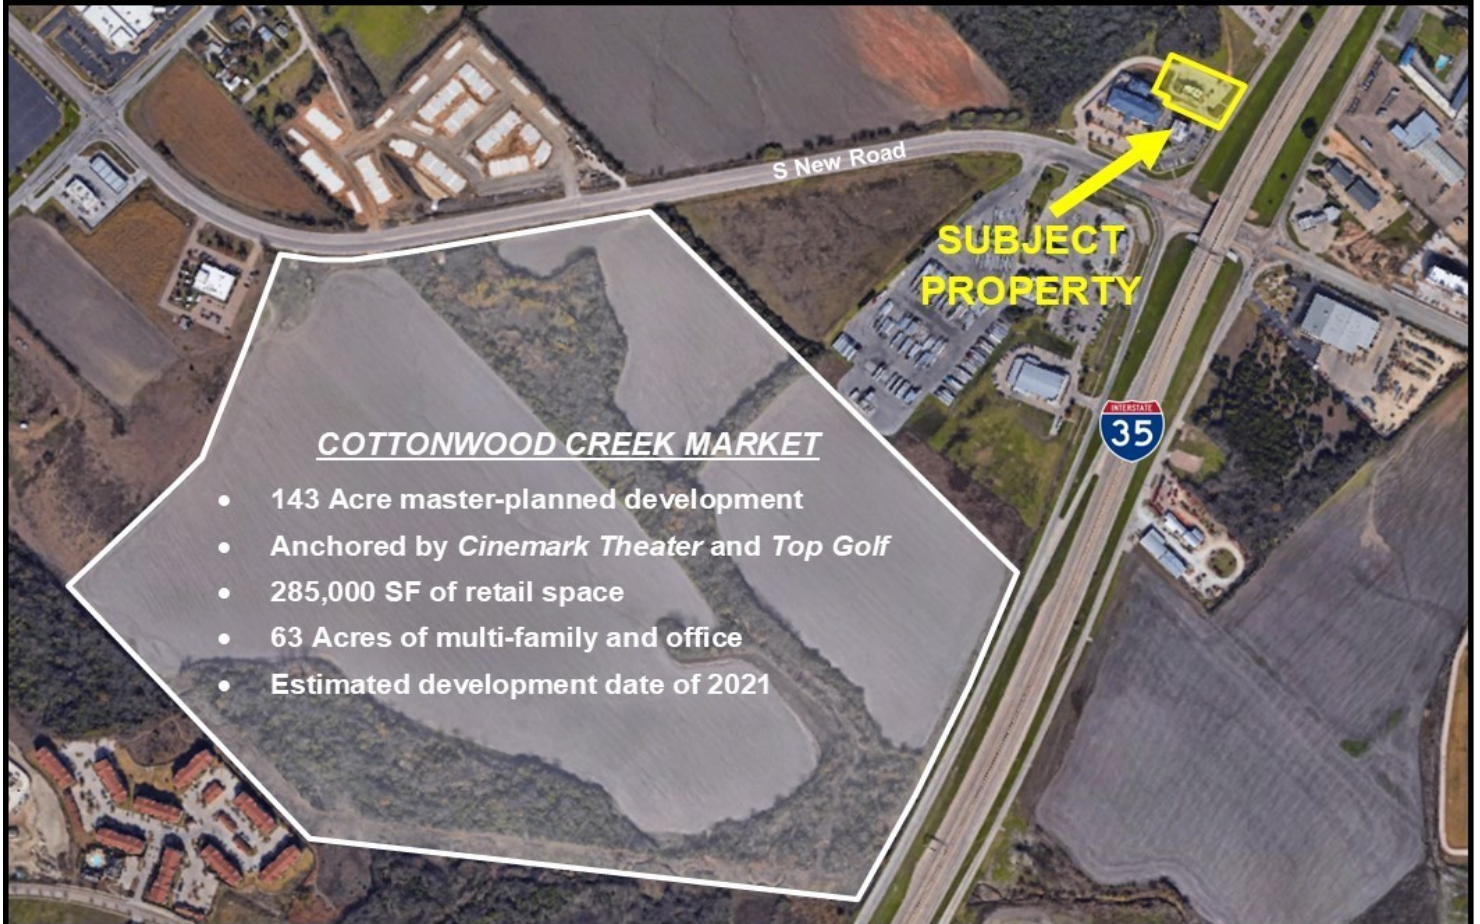 S New Road
SUBJECT
PROPERTY
INTERSTATE
35
COTTONWOOD CREEK MARKET
• 143 Acre master-planned development
• Anchored by Cinemark Theater and Top Golf
• 285,000 SF of retail space
• 63 Acres of multi-family and office
• Estimated development date of 2021